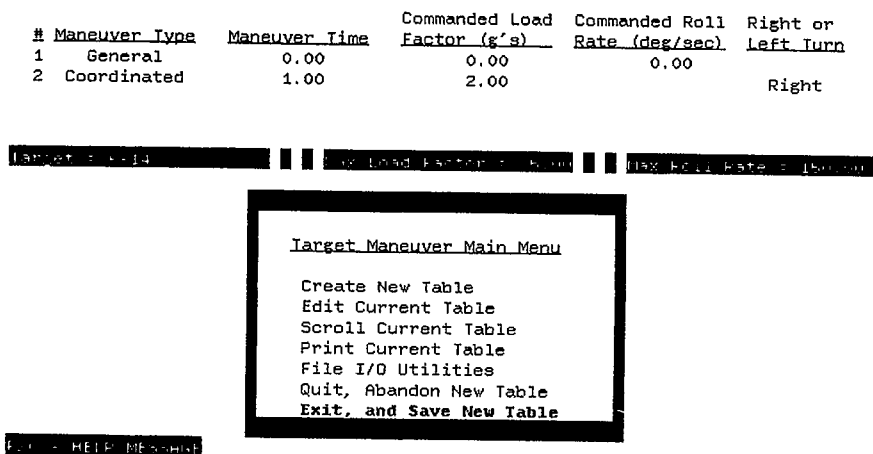 Commanded Load Commanded Roll Right or
# Maneuver Type Maneuver Time Factor (g's) Rate (deg/sec) Left Turn
1 General 0.00 0.00 0.00
2 Coordinated 1.00 2.00 Right
Target : F-14 Max Load Factor : Max Roll Rate =
Target Maneuver Main Menu
Create New Table
Edit Current Table
Scroll Current Table
Print Current Table
File I/O Utilities
Quit, Abandon New Table
Exit, and Save New Table
HELP MESSAGE